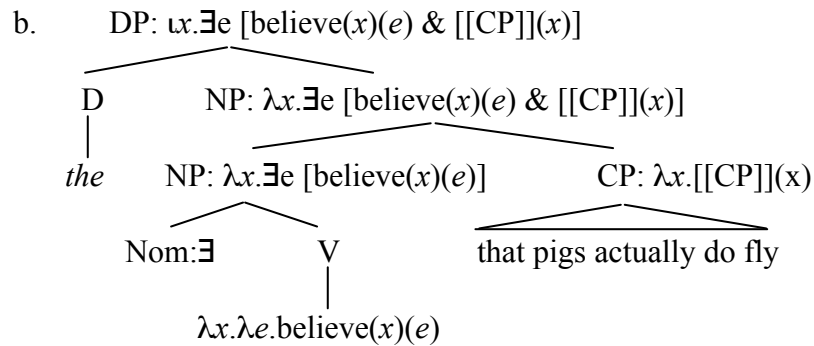 b. DP: ιx.∃e [believe(x)(e) & [[CP]](x)]
D NP: λx.∃e [believe(x)(e) & [[CP]](x)]
the NP: λx.∃e [believe(x)(e)] CP: λx.[[CP]](x)
Nom:∃ V that pigs actually do fly
λx.λe.believe(x)(e)